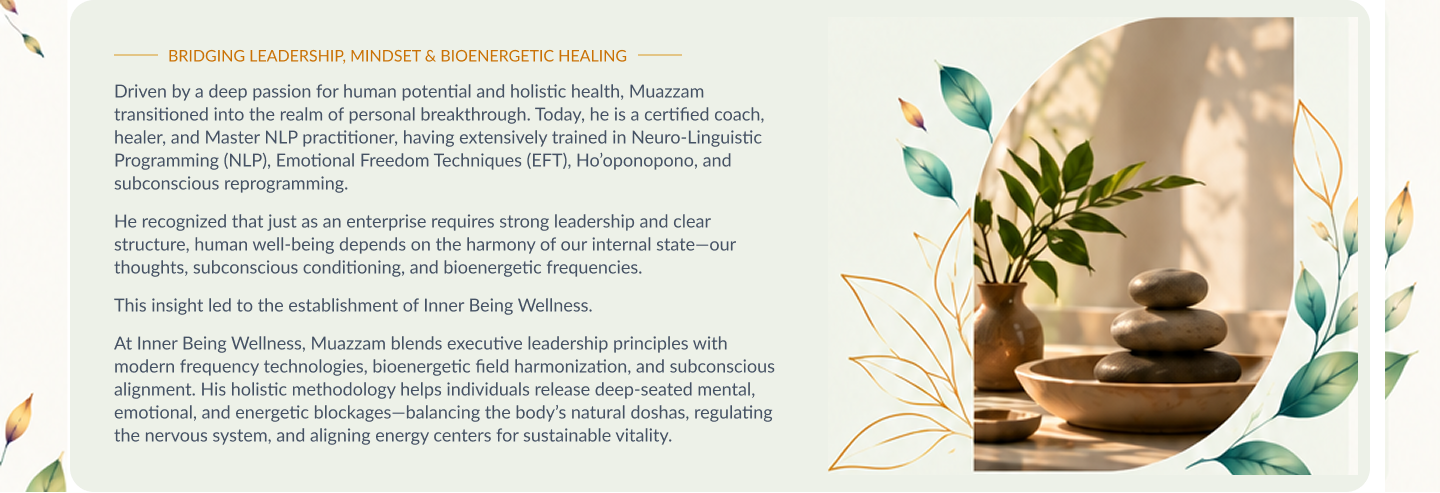 BRIDGING LEADERSHIP, MINDSET & BIOENERGETIC HEALING
Driven by a deep passion for human potential and holistic health, Muazzam
transitioned into the realm of personal breakthrough. Today, he is a certified coach,
healer, and Master NLP practitioner, having extensively trained in Neuro-Linguistic
Programming (NLP), Emotional Freedom Techniques (EFT), Ho’oponopono, and
subconscious reprogramming.
He recognized that just as an enterprise requires strong leadership and clear
structure, human well-being depends on the harmony of our internal state—our
thoughts, subconscious conditioning, and bioenergetic frequencies.
This insight led to the establishment of Inner Being Wellness.
At Inner Being Wellness, Muazzam blends executive leadership principles with
modern frequency technologies, bioenergetic field harmonization, and subconscious
alignment. His holistic methodology helps individuals release deep-seated mental,
emotional, and energetic blockages—balancing the body’s natural doshas, regulating
the nervous system, and aligning energy centers for sustainable vitality.